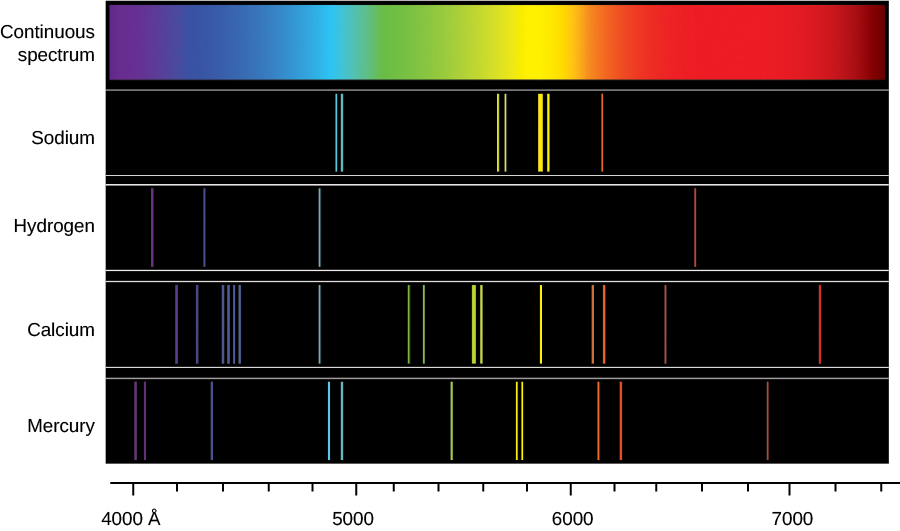 Continuous
spectrum
Sodium
Hydrogen
Calcium
Mercury
4000 Å 5000 6000 7000